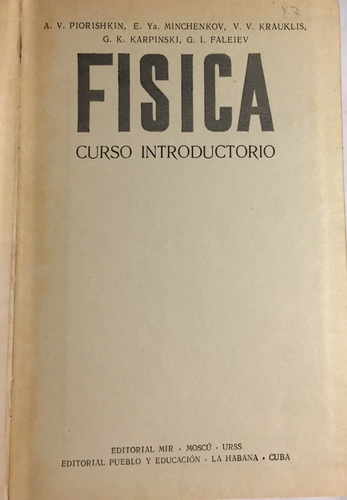 A. V. PIORISHKIN, E. Ya. MINCHENKOV, V. V. KRAUKLIS,
G. K. KARPINSKI, G. I. FALEIEV
FISICA
CURSO INTRODUCTORIO
EDITORIAL MIR · MOSCÚ · URSS
EDITORIAL PUEBLO Y EDUCACIÓN · LA HABANA · CUBA